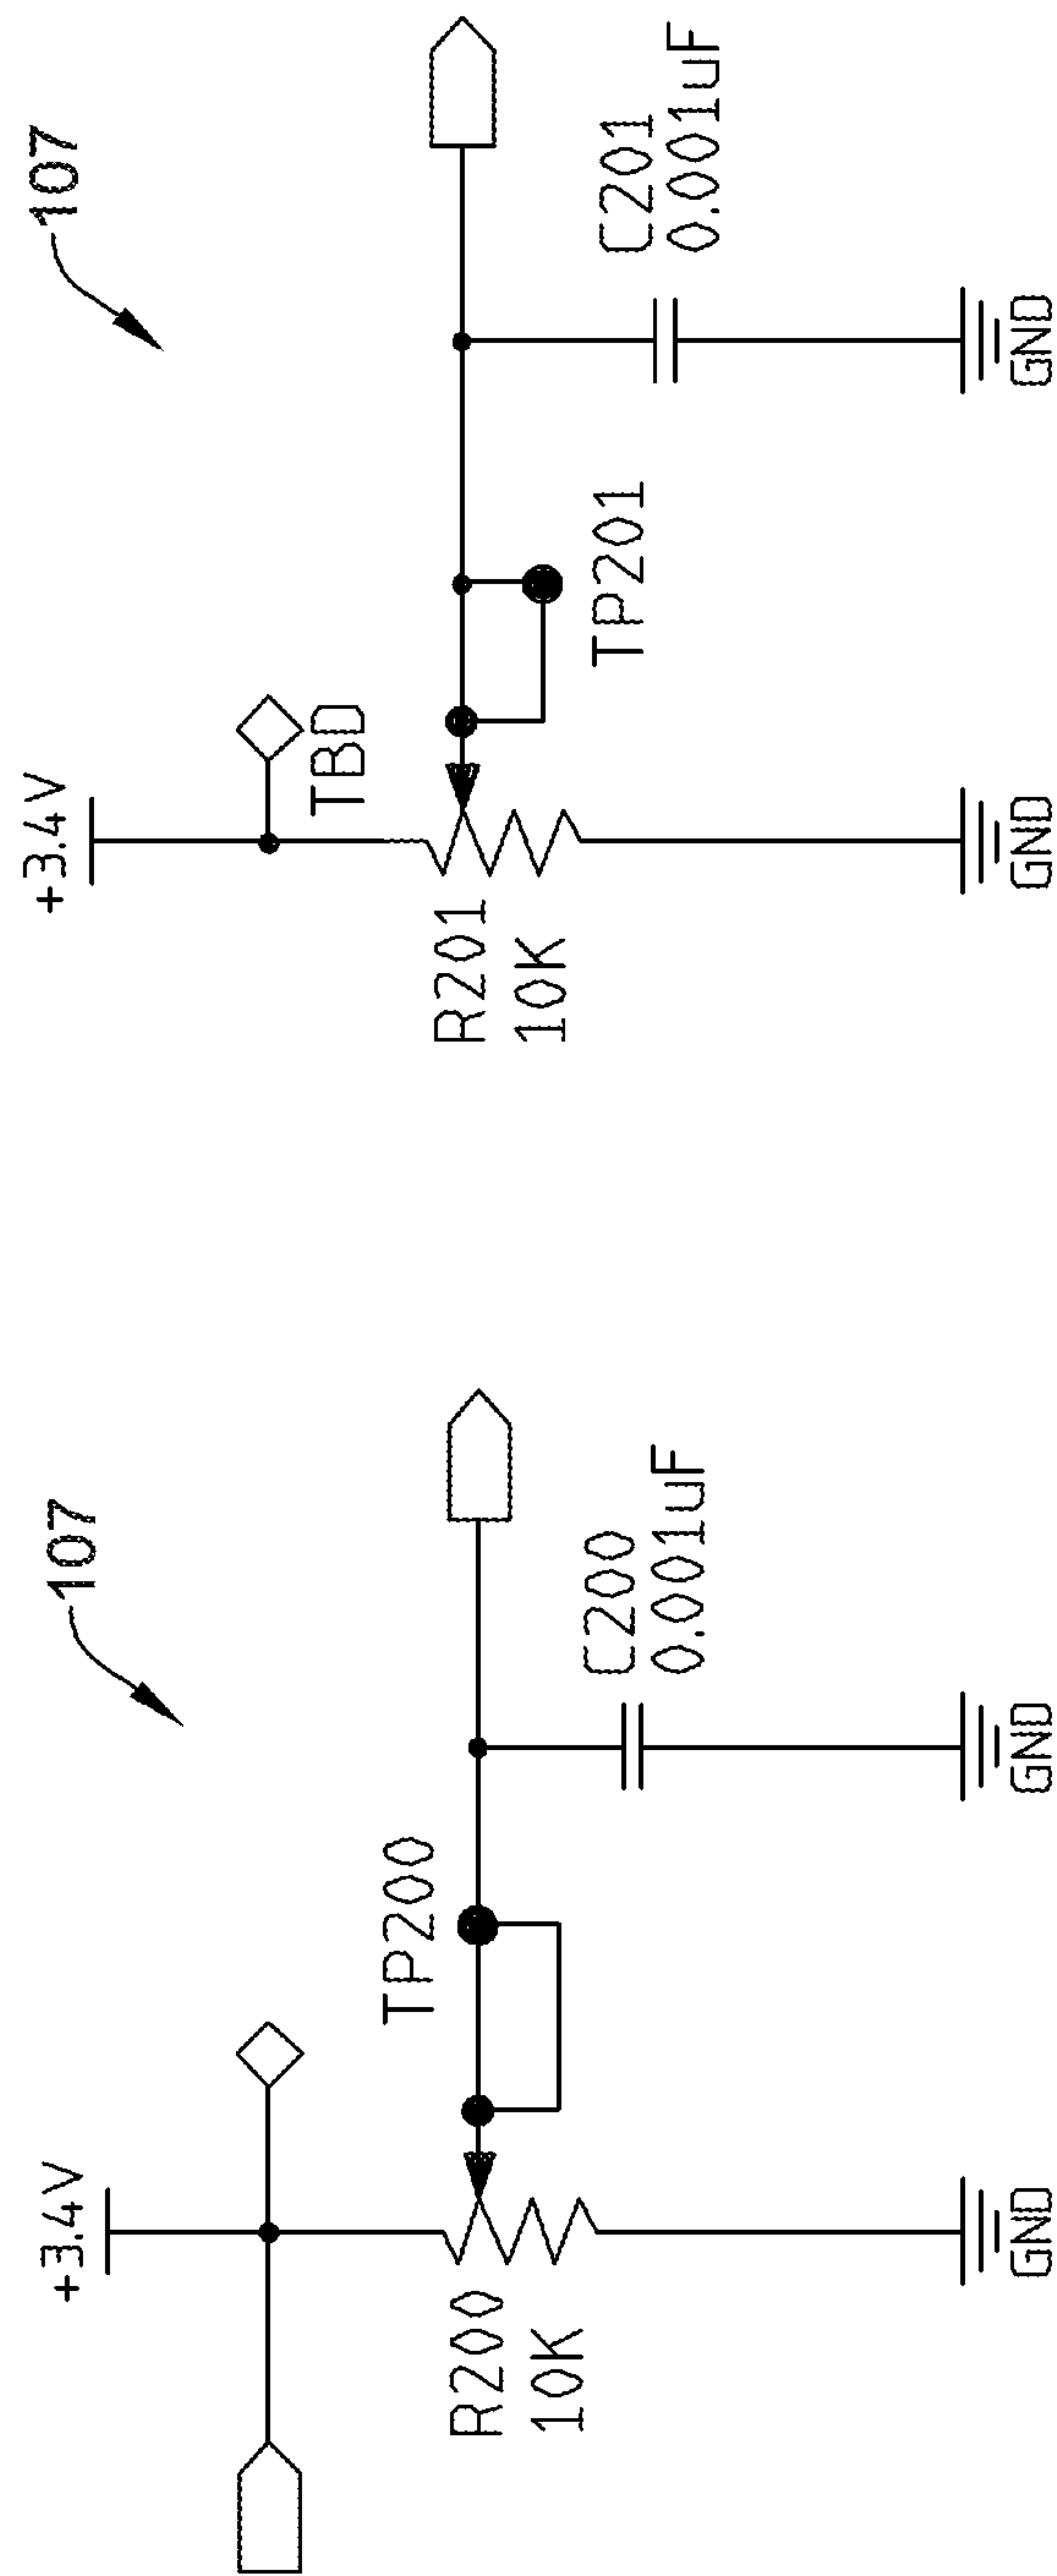 107
+3.4V
TP200
R200
10K
C200
0.001uF
GND
GND
107
+3.4V
TBD
R201
10K
TP201
C201
0.001uF
GND
GND